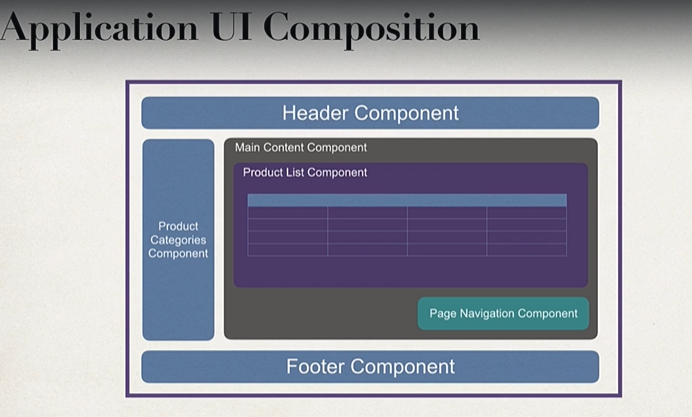 Application UI Composition
Header Component
Main Content Component
Product List Component
Product
Categories
Component
Page Navigation Component
Footer Component